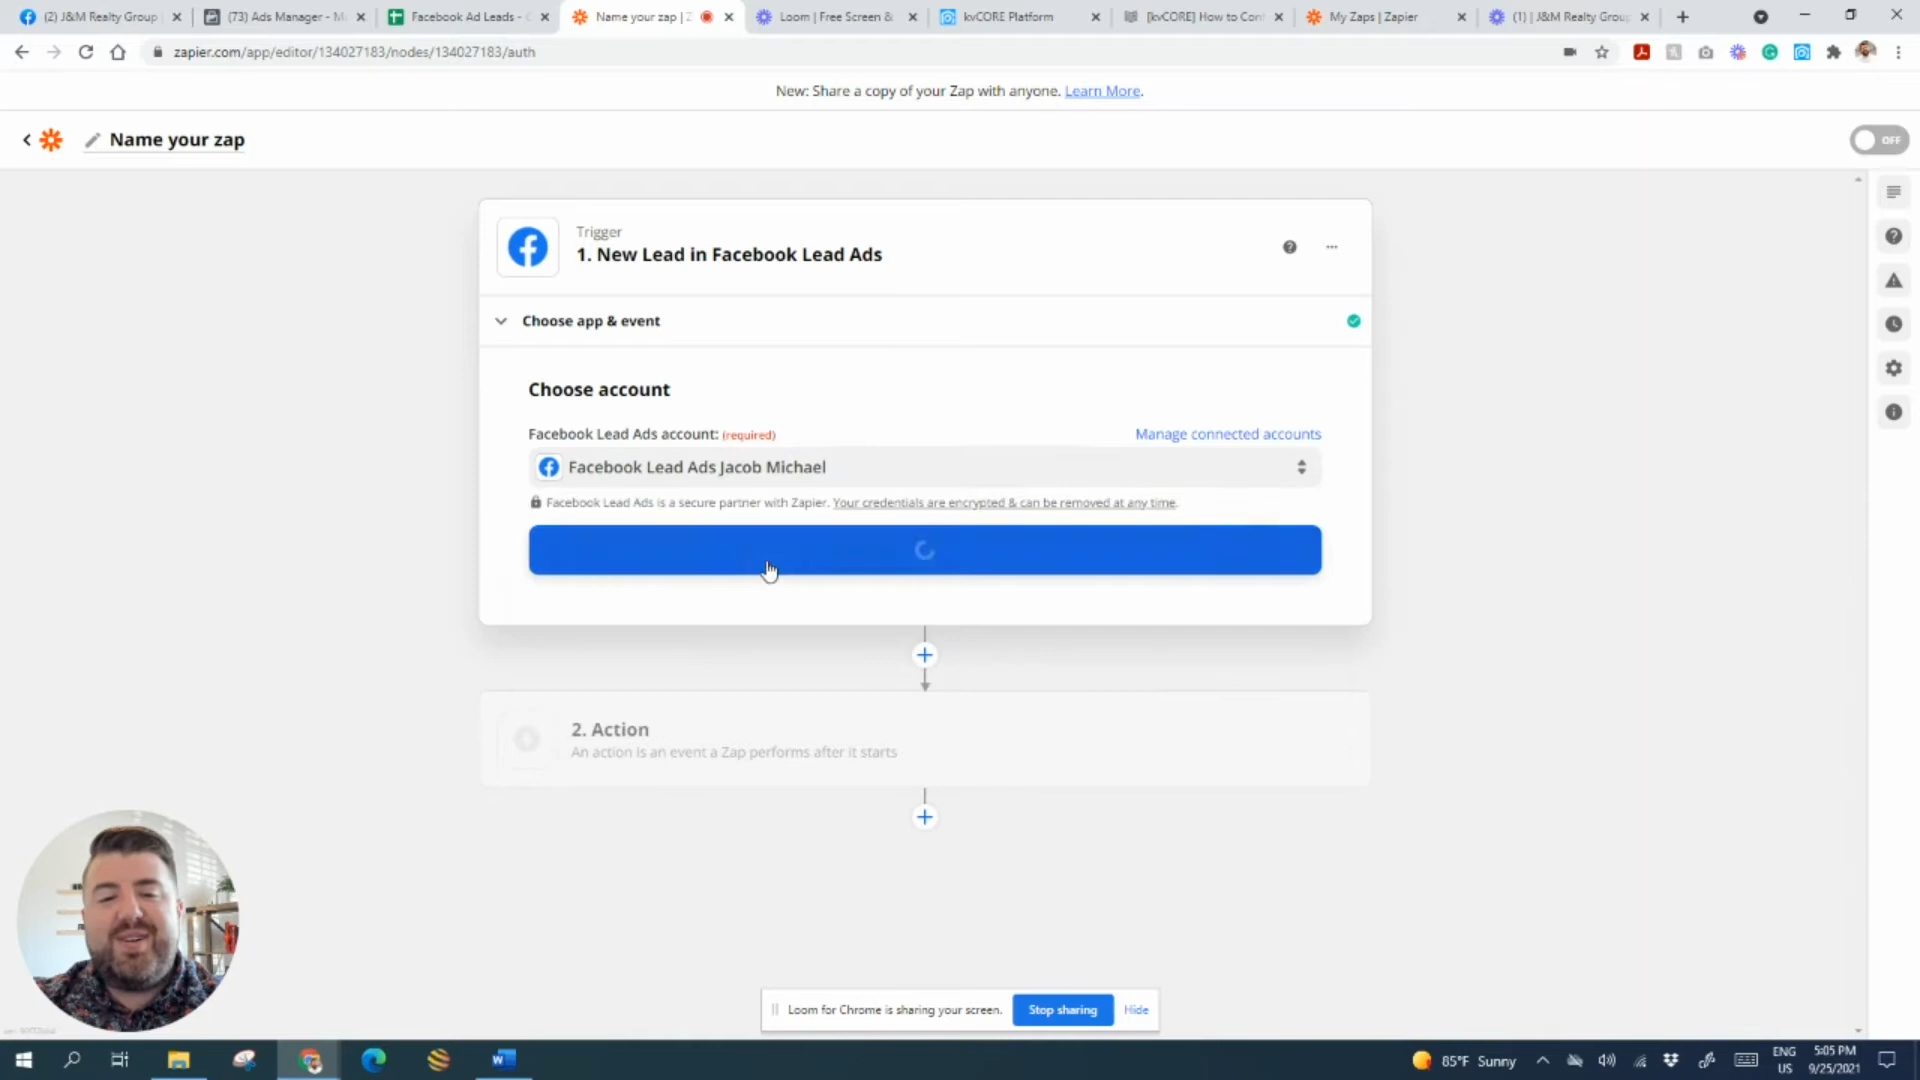 (2) J&M Realty Group
(73) Ads Manager - M
Facebook Ad Leads - C
Name your zap | Z
Loom | Free Screen &
kvCORE Platform
[kvCORE] How to Con
My Zaps | Zapier
(1) | J&M Realty Group
zapier.com/app/editor/134027183/nodes/134027183/auth
New: Share a copy of your Zap with anyone. Learn More.
Name your zap
OFF
Trigger
1. New Lead in Facebook Lead Ads
Choose app & event
Choose account
Facebook Lead Ads account: (required)
Manage connected accounts
Facebook Lead Ads Jacob Michael
Facebook Lead Ads is a secure partner with Zapier. Your credentials are encrypted & can be removed at any time.
2. Action
An action is an event a Zap performs after it starts
Loom for Chrome is sharing your screen.
Stop sharing
Hide
85°F Sunny
ENG
US
5:05 PM
9/25/2021